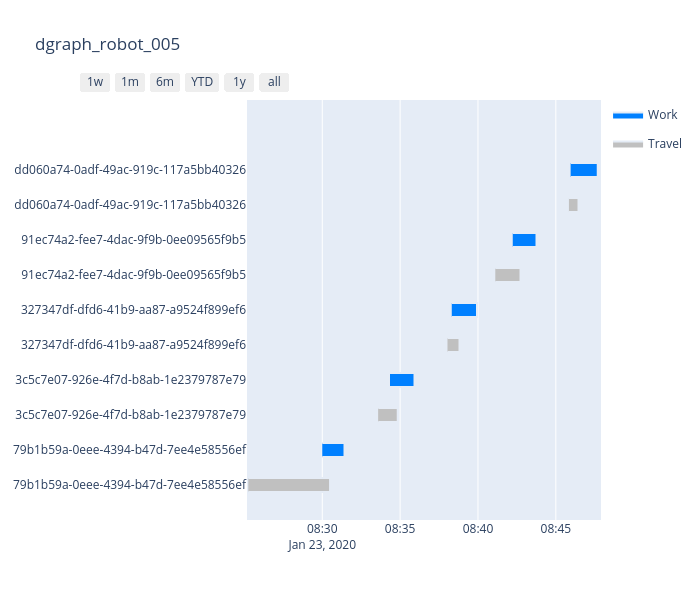 dgraph_robot_005
1w 1m 6m YTD 1y all
Work
Travel
dd060a74-0adf-49ac-919c-117a5bb40326
dd060a74-0adf-49ac-919c-117a5bb40326
91ec74a2-fee7-4dac-9f9b-0ee09565f9b5
91ec74a2-fee7-4dac-9f9b-0ee09565f9b5
327347df-dfd6-41b9-aa87-a9524f899ef6
327347df-dfd6-41b9-aa87-a9524f899ef6
3c5c7e07-926e-4f7d-b8ab-1e2379787e79
3c5c7e07-926e-4f7d-b8ab-1e2379787e79
79b1b59a-0eee-4394-b47d-7ee4e58556ef
79b1b59a-0eee-4394-b47d-7ee4e58556ef
08:30 08:35 08:40 08:45
Jan 23, 2020